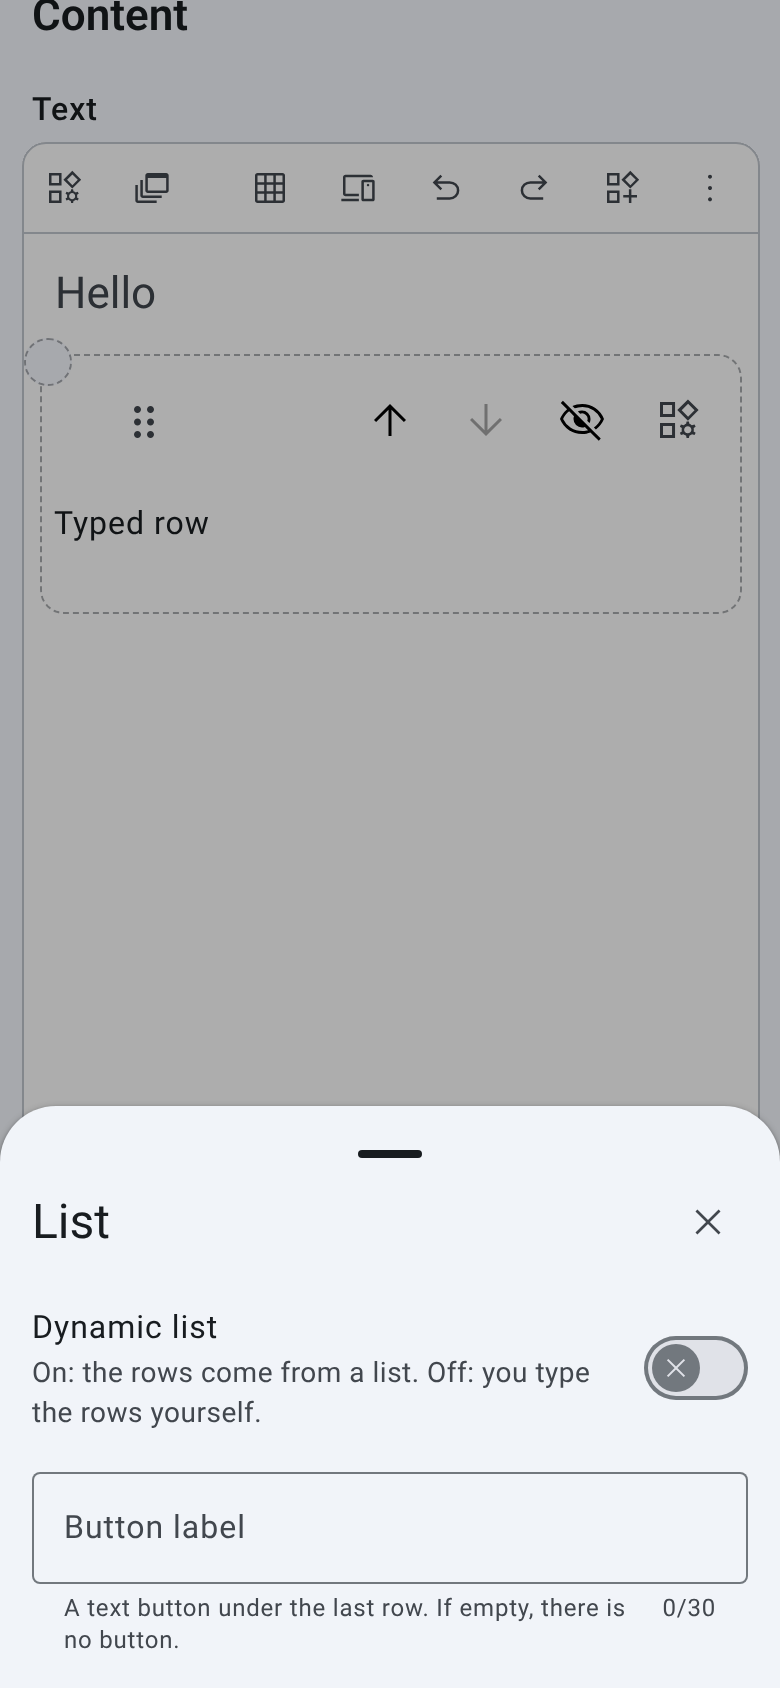 Content
Text
Hello
Typed row
List
Dynamic list
On: the rows come from a list. Off: you type
the rows yourself.
Button label
A text button under the last row. If empty, there is
no button.
0/30